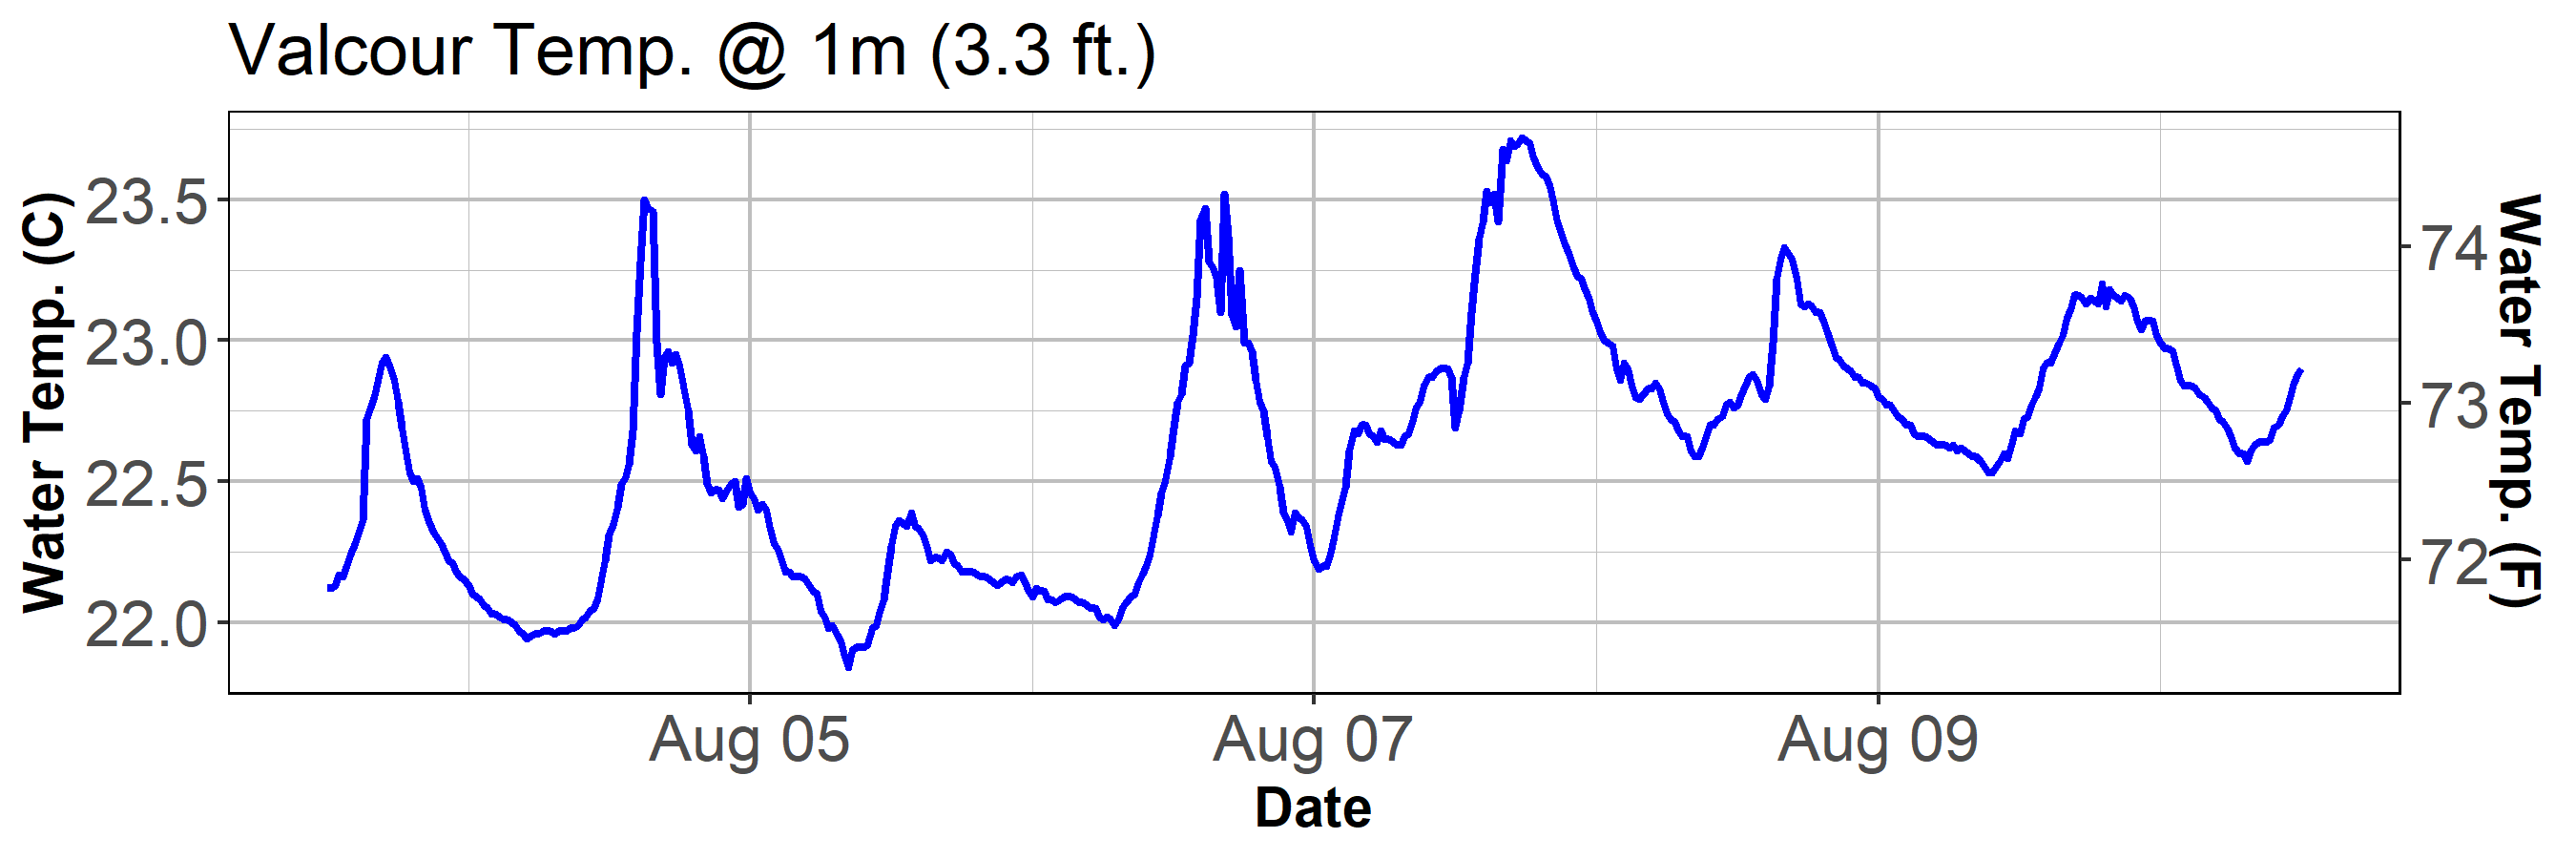 Valcour Temp. @ 1m (3.3 ft.)
Water Temp. (C)
23.5
23.0
22.5
22.0
74
73
72
Water Temp. (F)
Aug 05
Aug 07
Aug 09
Date